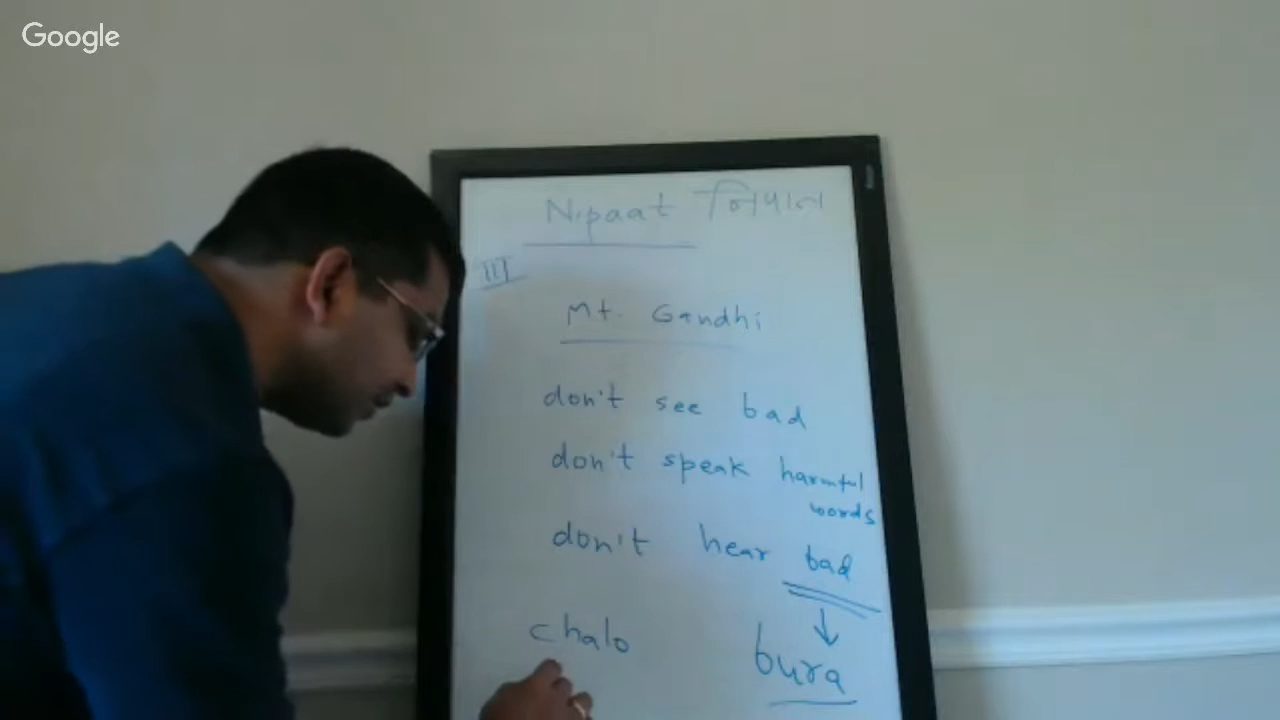 Google
Nipaat निपात
III
Mt. Gandhi
don't see bad
don't speak harmful
words
don't hear bad
↓
chalo bura